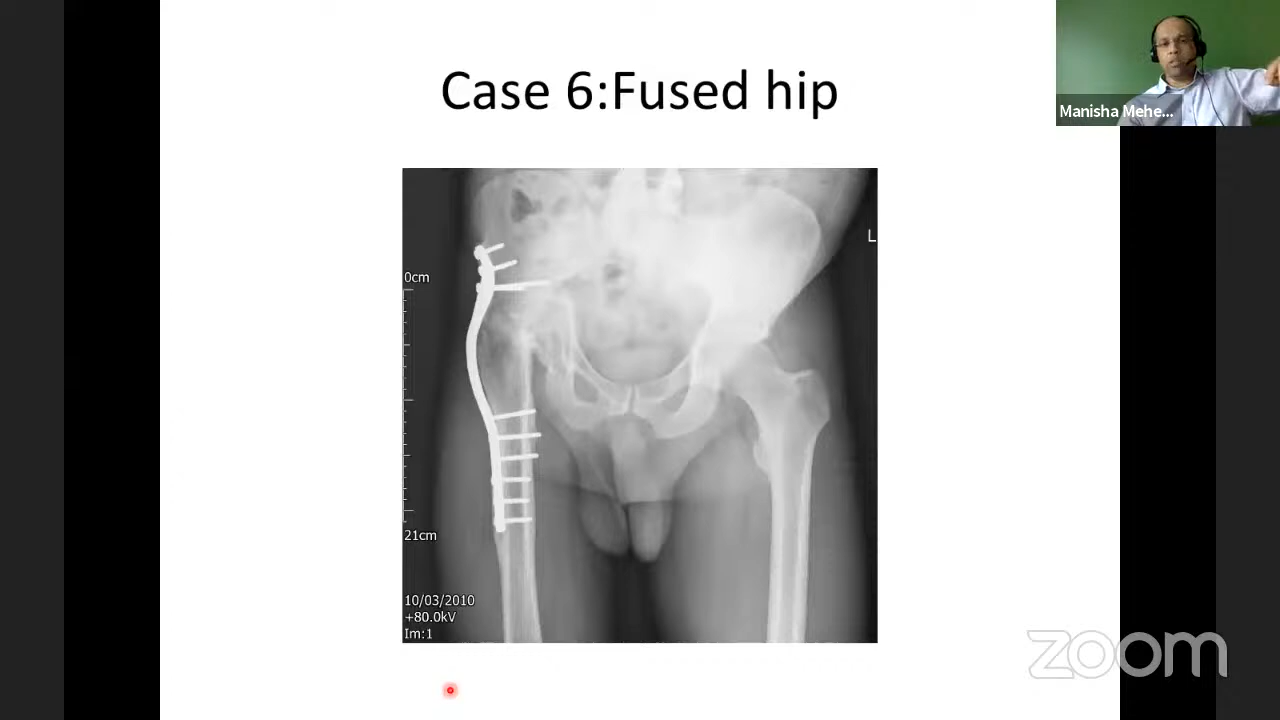 Case 6:Fused hip
Manisha Mehe...
L
0cm
21cm
10/03/2010
+80.0kV
Im:1
zoom